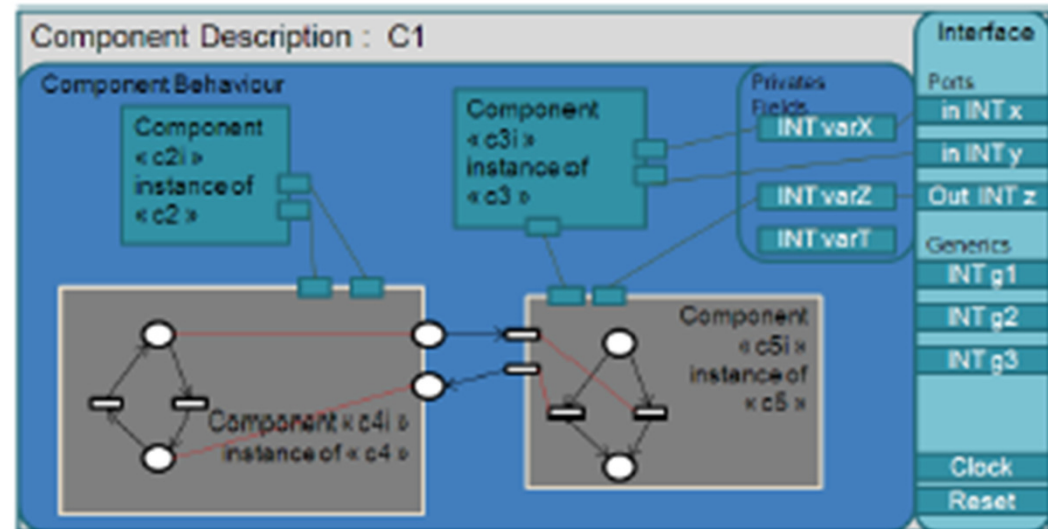 Component Description : C1
Component Behaviour
Component
« c2i »
instance of
« c2 »
Component
« c3i »
instance of
« c3 »
Privates
Fields
INT varX
INT varZ
INT varT
Interface
Ports
in INT x
in INT y
Out INT z
Generics
INT g1
INT g2
INT g3
Clock
Reset
Component « c4i »
instance of « c4 »
Component
« c5i »
instance of
« c5 »